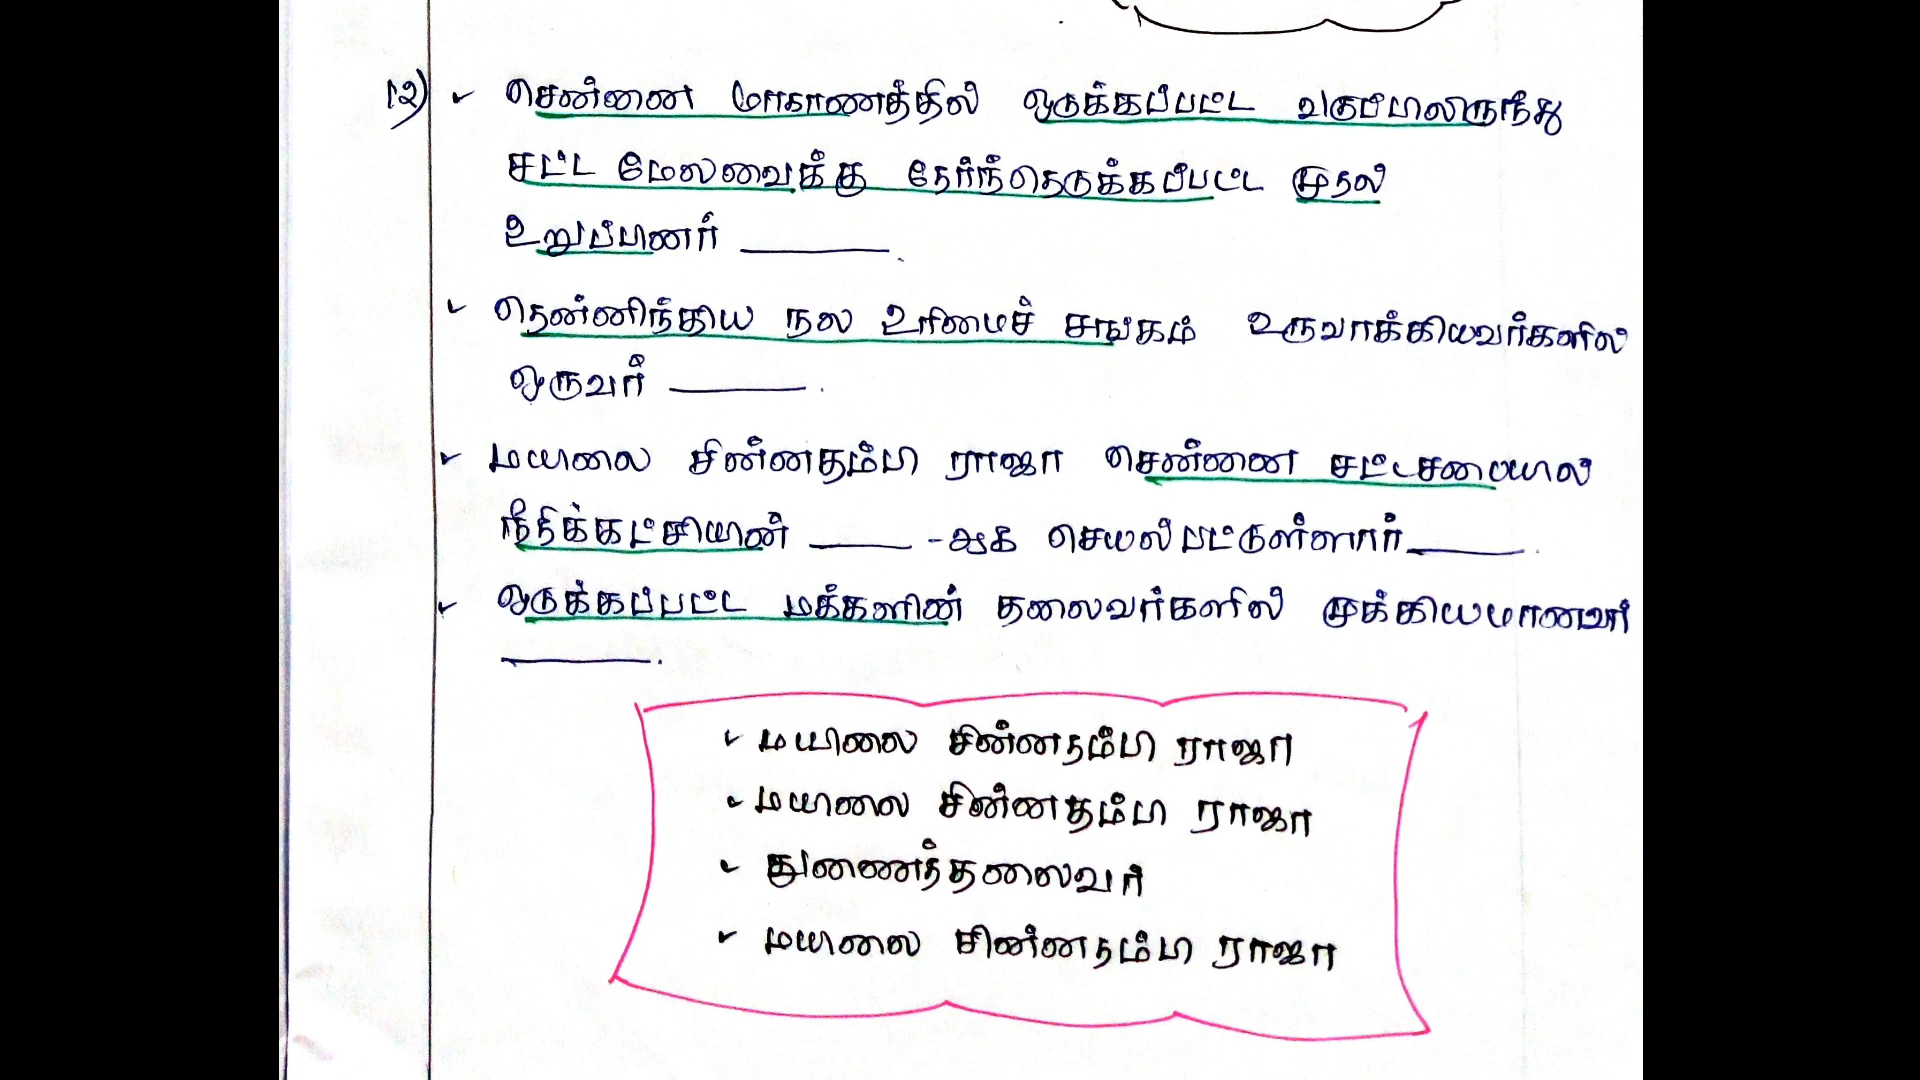 12) சென்னை மாகாணத்தில் ஒடுக்கப்பட்ட வகுப்பிலிருந்து
சட்ட மேலவைக்கு தேர்ந்தெடுக்கப்பட்ட முதல்
உறுப்பினர் ______.
தென்னிந்திய நல உரிமைச் சங்கம் உருவாக்கியவர்களில்
ஒருவர் ______.
மயிலை சின்னதம்பி ராஜா சென்னை சட்டசபையில்
நீதிக்கட்சியின் ____ -ஆக செயல்பட்டுள்ளார் ______.
ஒடுக்கப்பட்ட மக்களின் தலைவர்களில் முக்கியமானவர்
______.
மயிலை சின்னதம்பி ராஜா
மயிலை சின்னதம்பி ராஜா
துணைத்தலைவர்
மயிலை சின்னதம்பி ராஜா